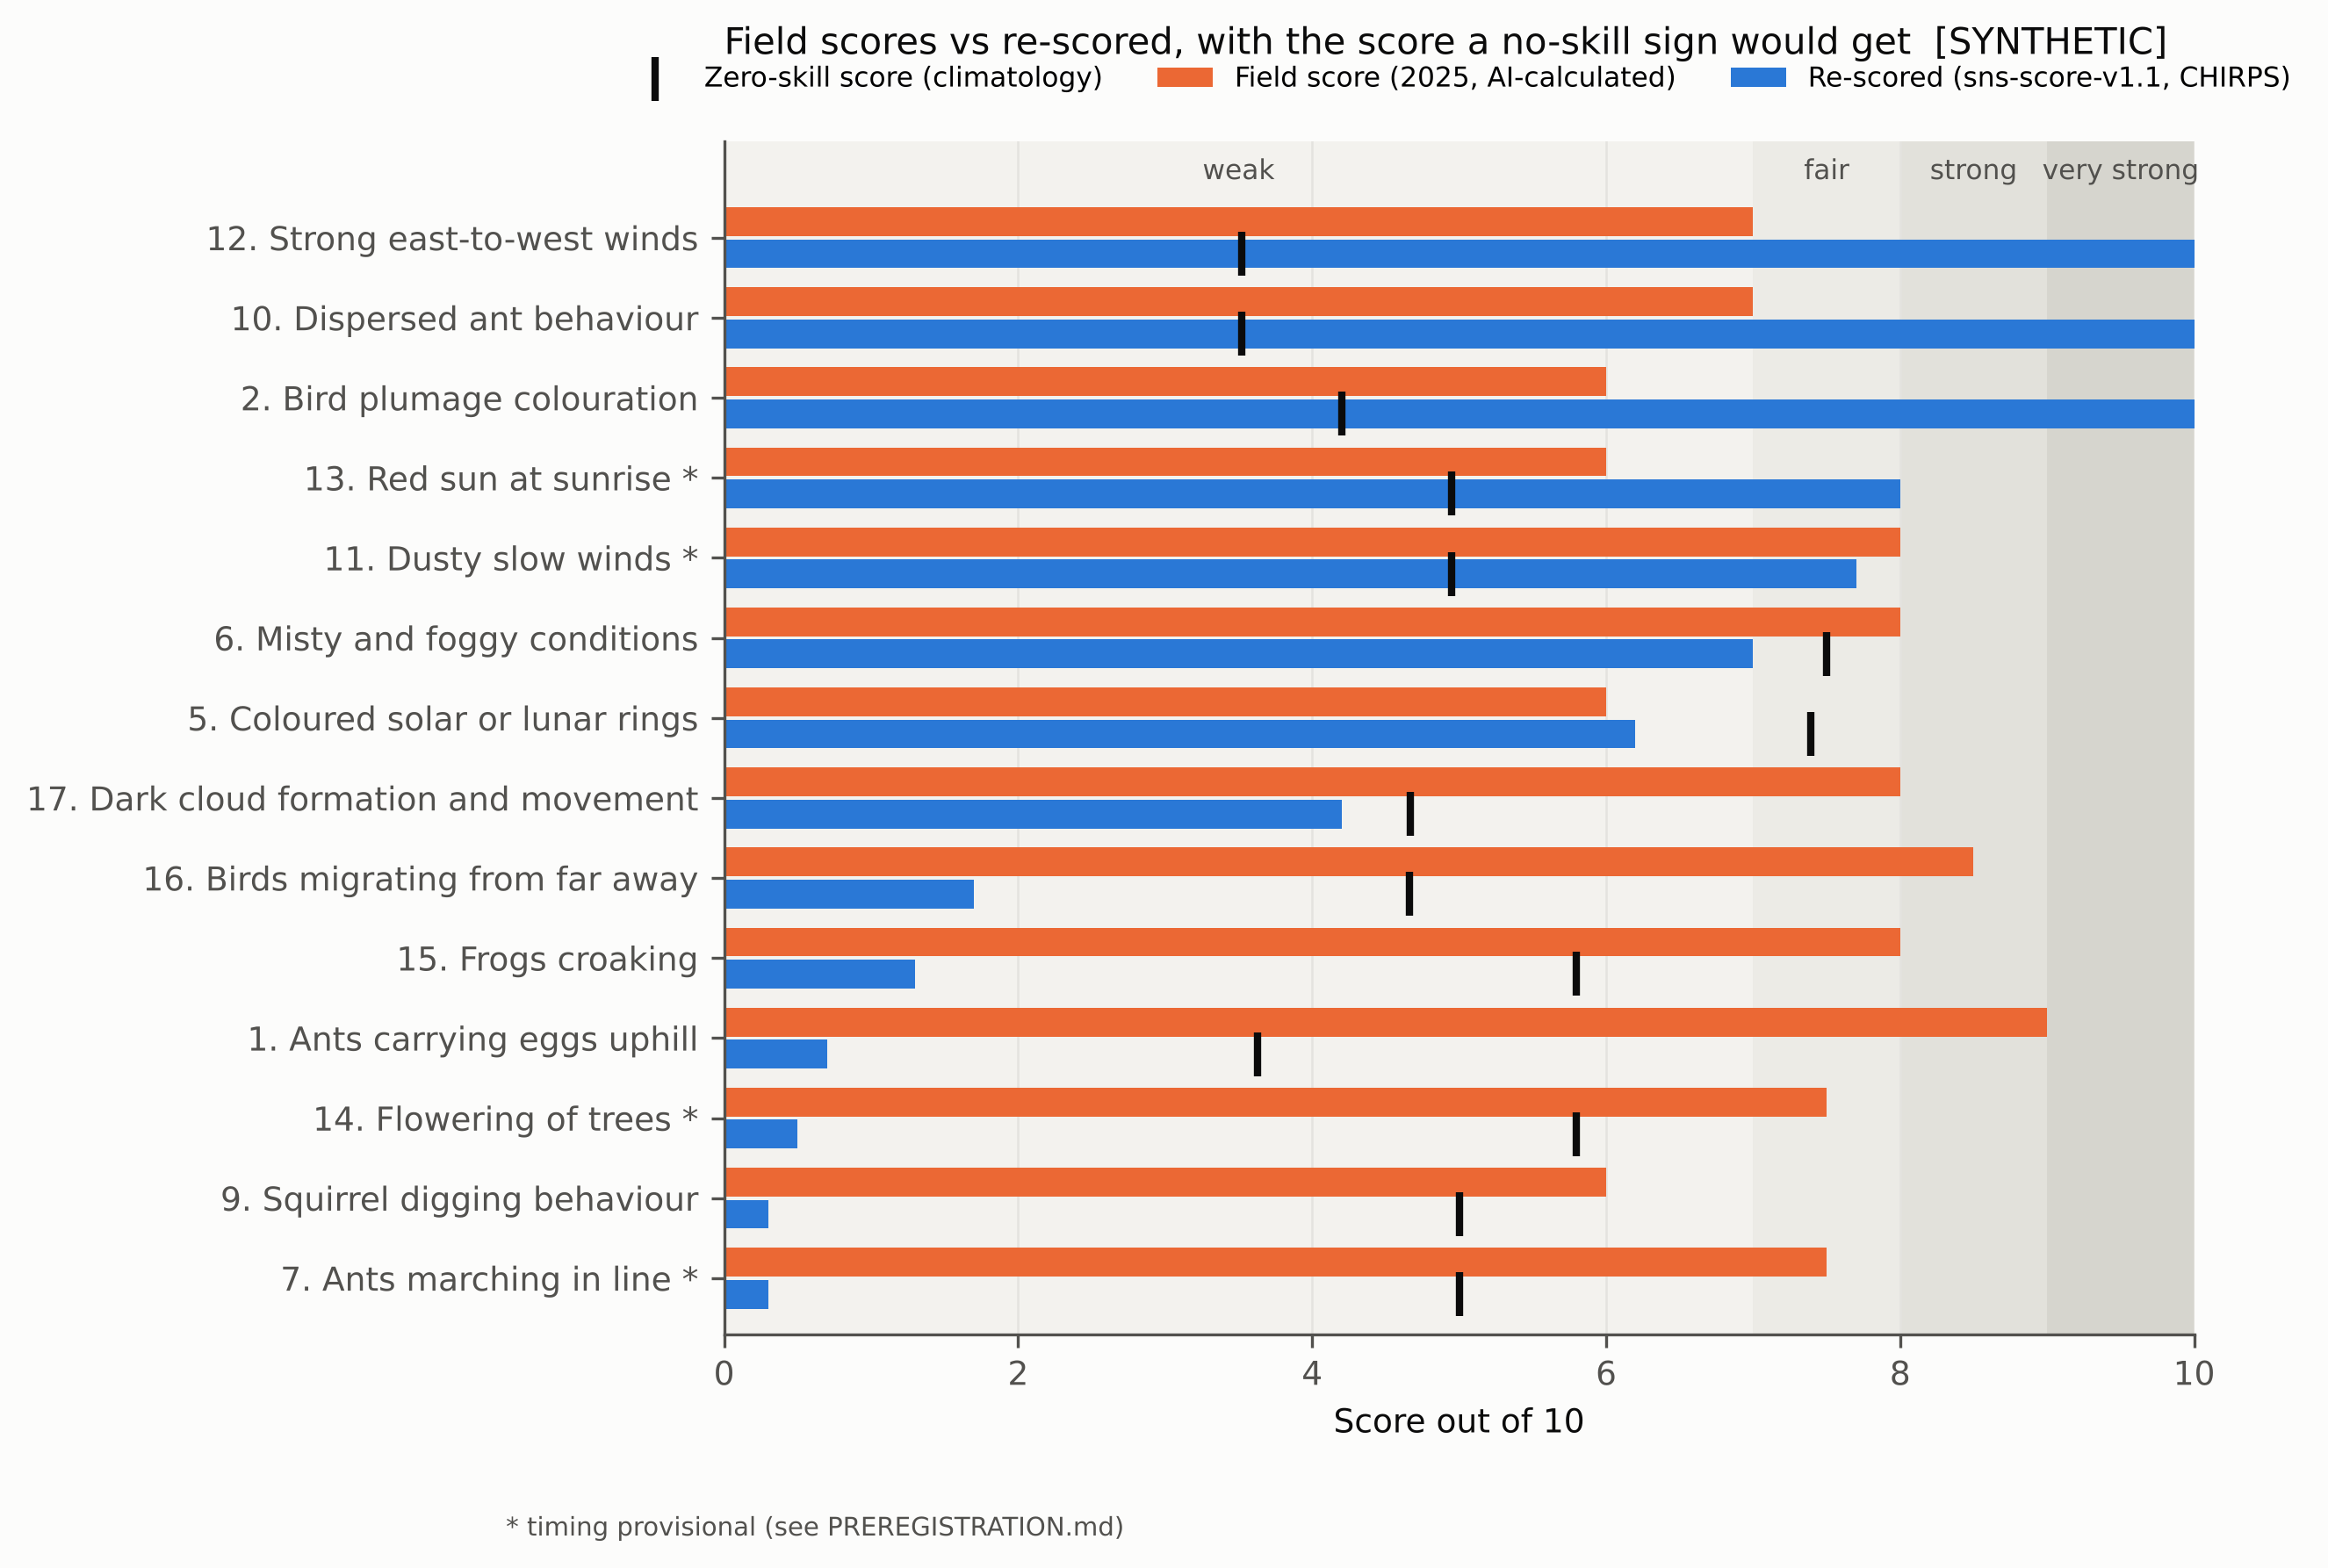 Field scores vs re-scored, with the score a no-skill sign would get [SYNTHETIC]
Zero-skill score (climatology) Field score (2025, AI-calculated) Re-scored (sns-score-v1.1, CHIRPS)
weak fair strong very strong
12. Strong east-to-west winds
10. Dispersed ant behaviour
2. Bird plumage colouration
13. Red sun at sunrise *
11. Dusty slow winds *
6. Misty and foggy conditions
5. Coloured solar or lunar rings
17. Dark cloud formation and movement
16. Birds migrating from far away
15. Frogs croaking
1. Ants carrying eggs uphill
14. Flowering of trees *
9. Squirrel digging behaviour
7. Ants marching in line *
0 2 4 6 8 10
Score out of 10
* timing provisional (see PREREGISTRATION.md)